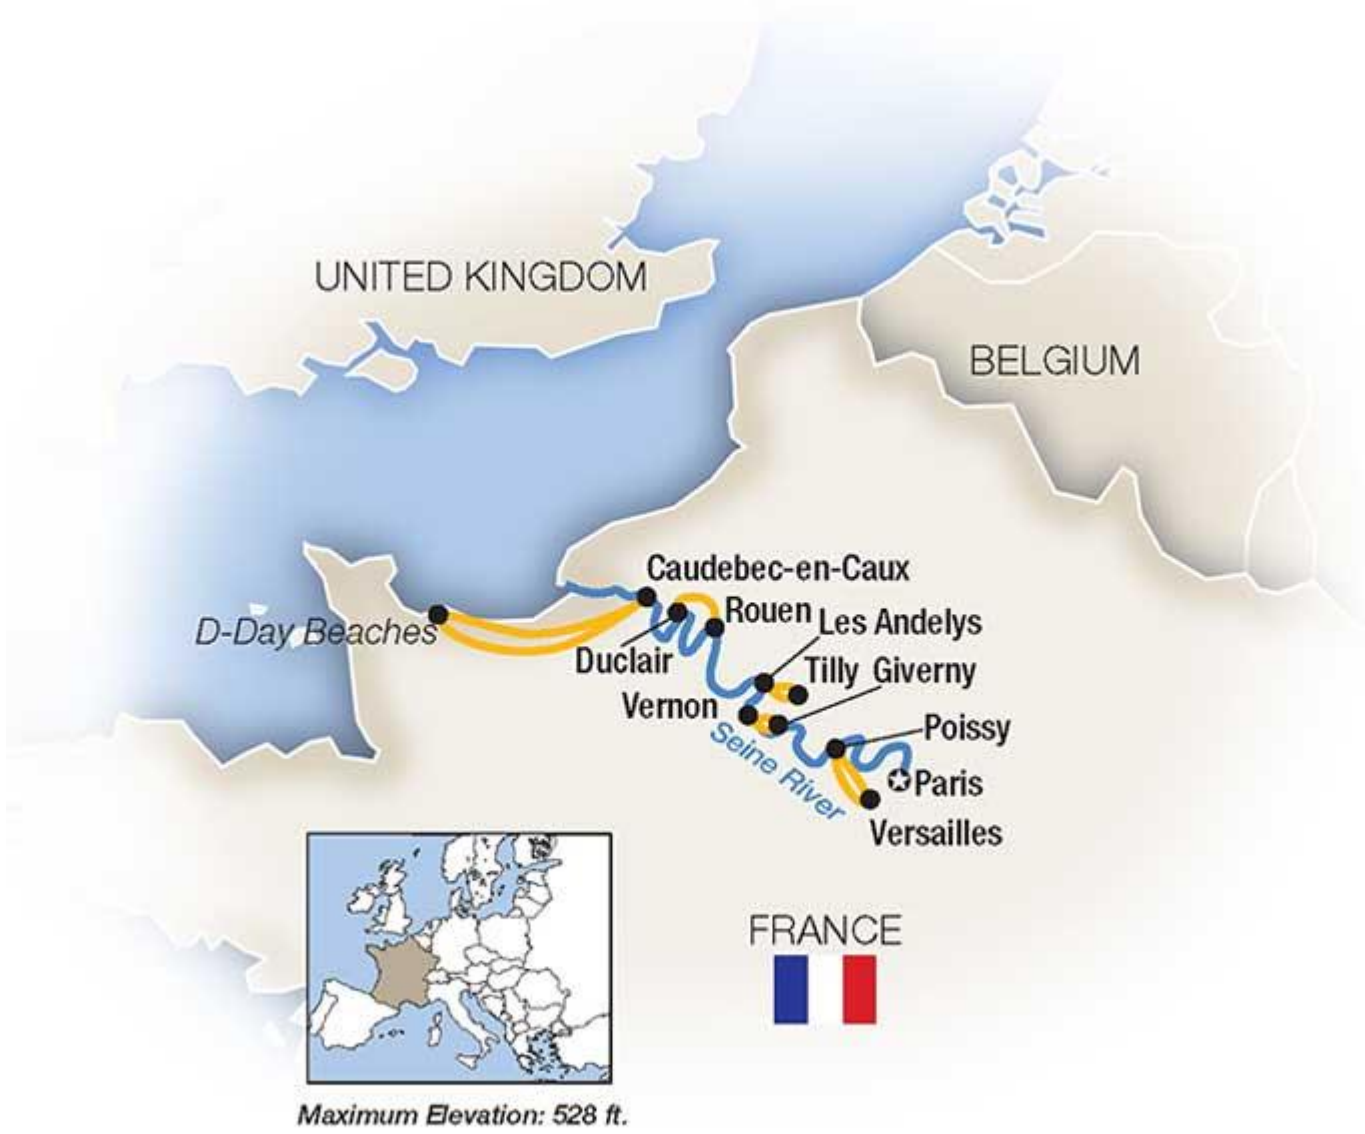 UNITED KINGDOM
BELGIUM
Caudebec-en-Caux
D-Day Beaches
Rouen
Les Andelys
Duclair
Tilly
Giverny
Vernon
Poissy
Seine River
Paris
Versailles
FRANCE
Maximum Elevation: 528 ft.